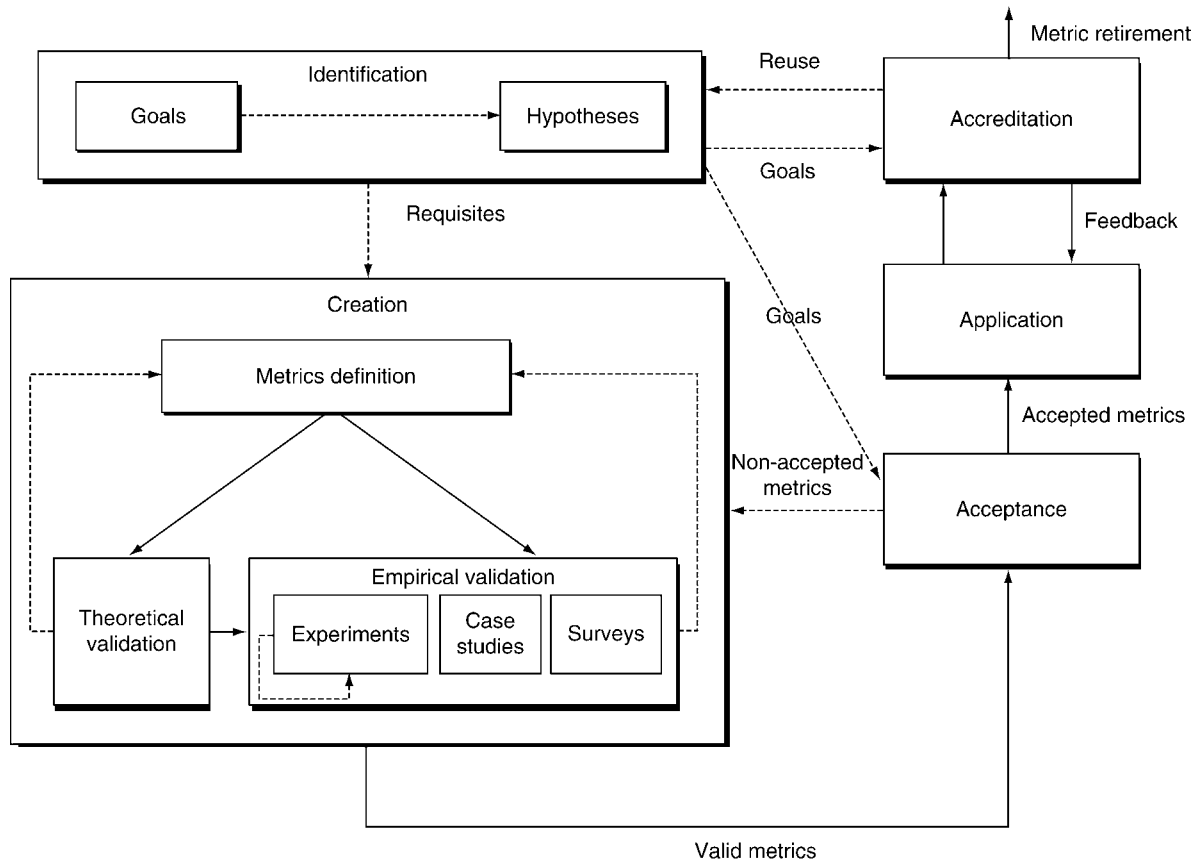 Metric retirement
Identification
Goals
Hypotheses
Reuse
Accreditation
Goals
Requisites
Feedback
Creation
Goals
Application
Metrics definition
Accepted metrics
Non-accepted
metrics
Acceptance
Empirical validation
Theoretical
validation
Experiments
Case
studies
Surveys
Valid metrics